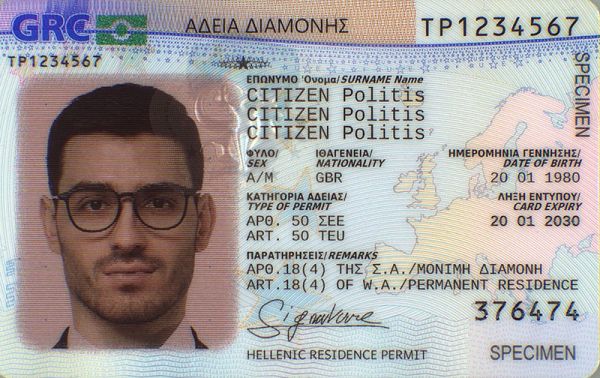 GRC ΑΔΕΙΑ ΔΙΑΜΟΝΗΣ TP1234567
TP1234567
ΕΠΩΝΥΜΟ Όνομα/SURNAME Name
CITIZEN Politis
CITIZEN Politis
CITIZEN Politis
ΦΥΛΟ/ ΙΘΑΓΕΝΕΙΑ/ ΗΜΕΡΟΜΗΝΙΑ ΓΕΝΝΗΣΗΣ/
SEX NATIONALITY DATE OF BIRTH
A/M GBR 20 01 1980
ΚΑΤΗΓΟΡΙΑ ΑΔΕΙΑΣ/ ΛΗΞΗ ΕΝΤΥΠΟΥ/
TYPE OF PERMIT CARD EXPIRY
ΑΡΘ. 50 ΣΕΕ 20 01 2030
ART. 50 TEU
ΠΑΡΑΤΗΡΗΣΕΙΣ/REMARKS
ΑΡΘ.18(4) ΤΗΣ Σ.Α./ΜΟΝΙΜΗ ΔΙΑΜΟΝΗ
ART.18(4) OF W.A./PERMANENT RESIDENCE
Signature 376474
HELLENIC RESIDENCE PERMIT SPECIMEN
SPECIMEN